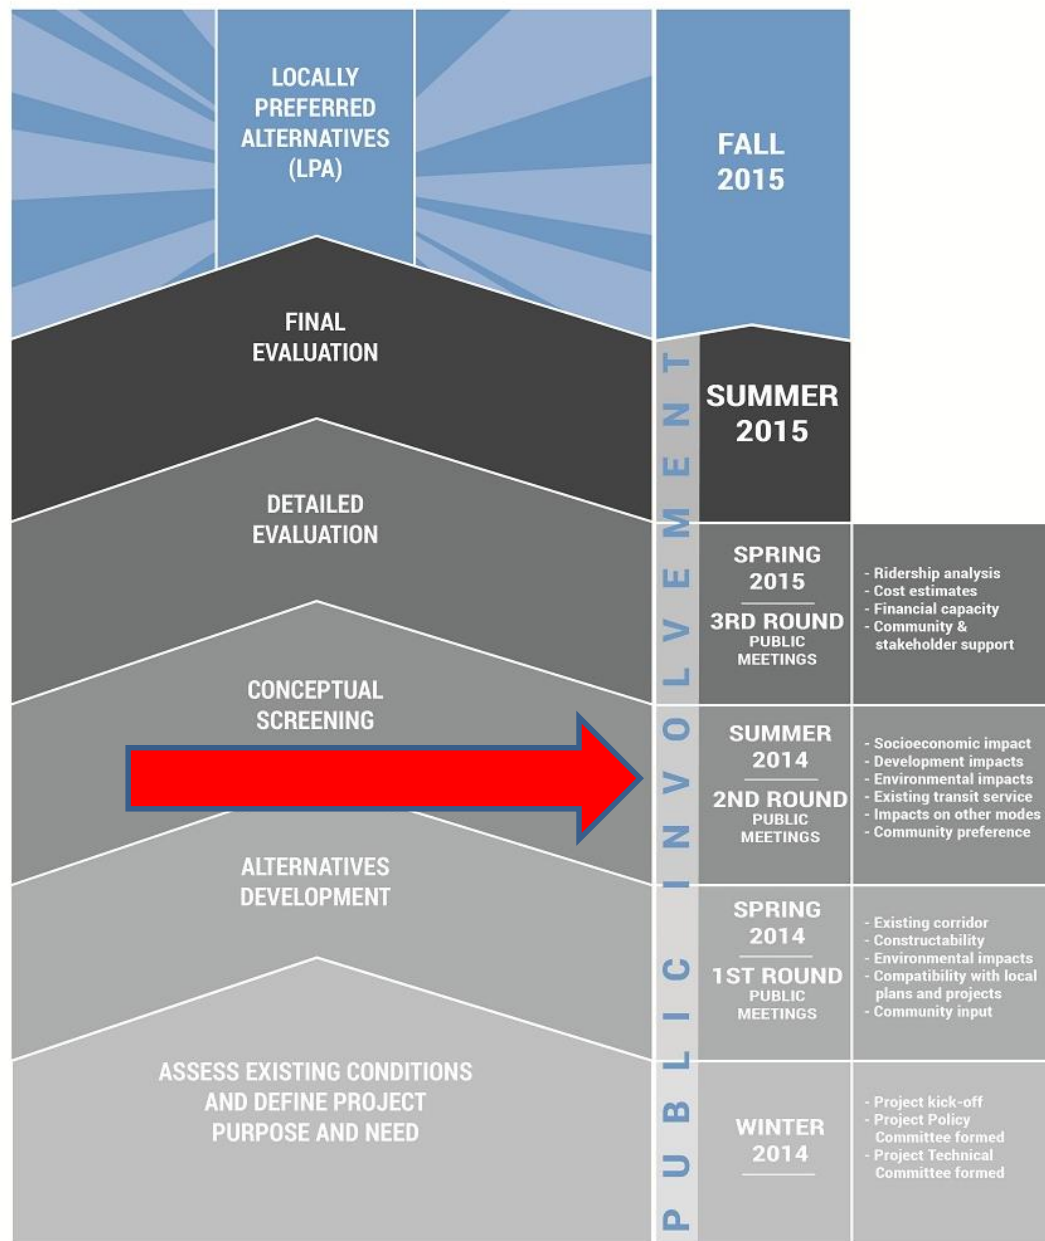 LOCALLY
PREFERRED
ALTERNATIVES
(LPA)
FALL
2015
FINAL
EVALUATION
SUMMER
2015
DETAILED
EVALUATION
SPRING
2015
3RD ROUND
PUBLIC
MEETINGS
- Ridership analysis
- Cost estimates
- Financial capacity
- Community &
stakeholder support
CONCEPTUAL
SCREENING
SUMMER
2014
2ND ROUND
PUBLIC
MEETINGS
- Socioeconomic impact
- Development impacts
- Environmental impacts
- Existing transit service
- Impacts on other modes
- Community preference
ALTERNATIVES
DEVELOPMENT
SPRING
2014
1ST ROUND
PUBLIC
MEETINGS
- Existing corridor
- Constructability
- Environmental impacts
- Compatibility with local
plans and projects
- Community input
ASSESS EXISTING CONDITIONS
AND DEFINE PROJECT
PURPOSE AND NEED
WINTER
2014
- Project kick-off
- Project Policy
Committee formed
- Project Technical
Committee formed
PUBLIC INVOLVEMENT